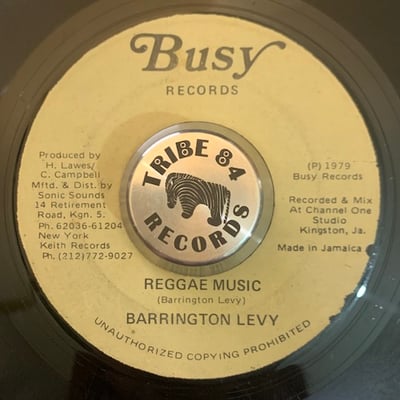 Busy
RECORDS
Produced by
H. Lawes/
C. Campbell
Mftd. & Dist. by
Sonic Sounds
14 Retirement
Road, Kgn. 5.
Ph. 62036-61204
New York
Keith Records
Ph. (212)772-9027
TRIBE 84
RECORDS
(P) 1979
Busy Records
Recorded & Mix
At Channel One
Studio
Kingston, Ja.
Made in Jamaica
REGGAE MUSIC
(Barrington Levy)
BARRINGTON LEVY
UNAUTHORIZED COPYING PROHIBITED